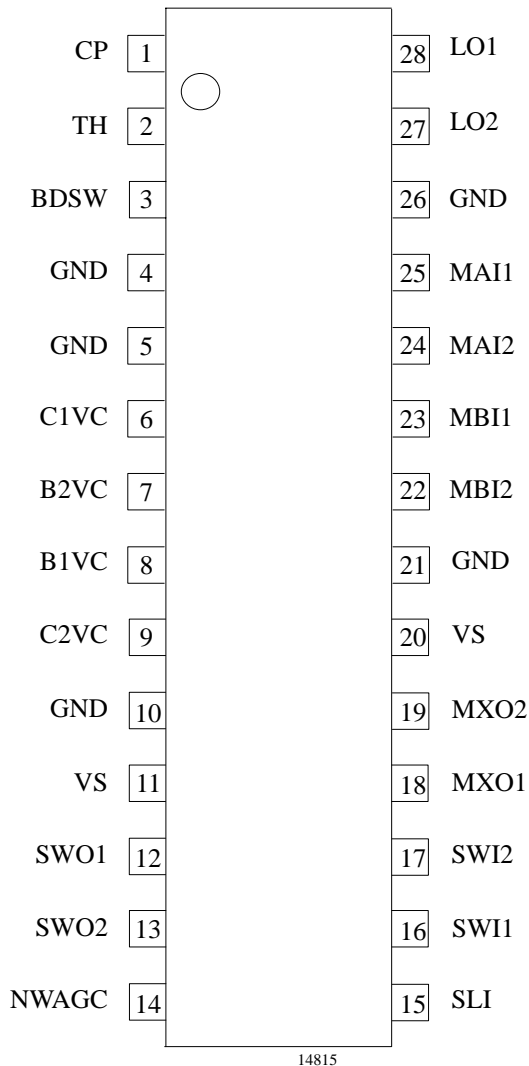 CP 1 28 LO1
TH 2 27 LO2
BDSW 3 26 GND
GND 4 25 MAI1
GND 5 24 MAI2
C1VC 6 23 MBI1
B2VC 7 22 MBI2
B1VC 8 21 GND
C2VC 9 20 VS
GND 10 19 MXO2
VS 11 18 MXO1
SWO1 12 17 SWI2
SWO2 13 16 SWI1
NWAGC 14 15 SLI
14815